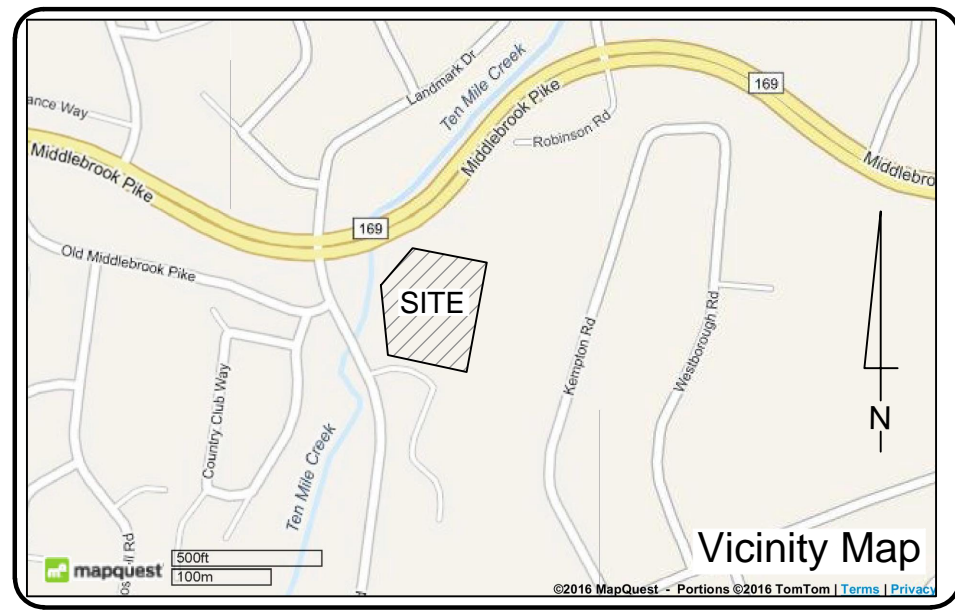 Landmark Dr
Ten Mile Creek
169
ance Way
Middlebrook Pike
Robinson Rd
Middlebrook Pike
Middlebro
169
Old Middlebrook Pike
SITE
Kempton Rd
Westborough Rd
Country Club Way
N
Ten Mile Creek
Vicinity Map
mapquest
500ft
100m
©2016 MapQuest - Portions ©2016 TomTom | Terms | Privacy